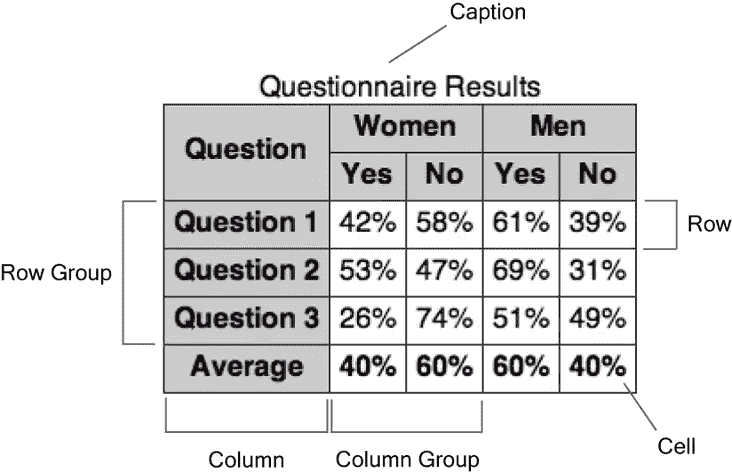 Caption
Questionnaire Results
Question Women Men
Yes No Yes No
Question 1 42% 58% 61% 39% Row
Row Group Question 2 53% 47% 69% 31%
Question 3 26% 74% 51% 49%
Average 40% 60% 60% 40%
Column Column Group Cell